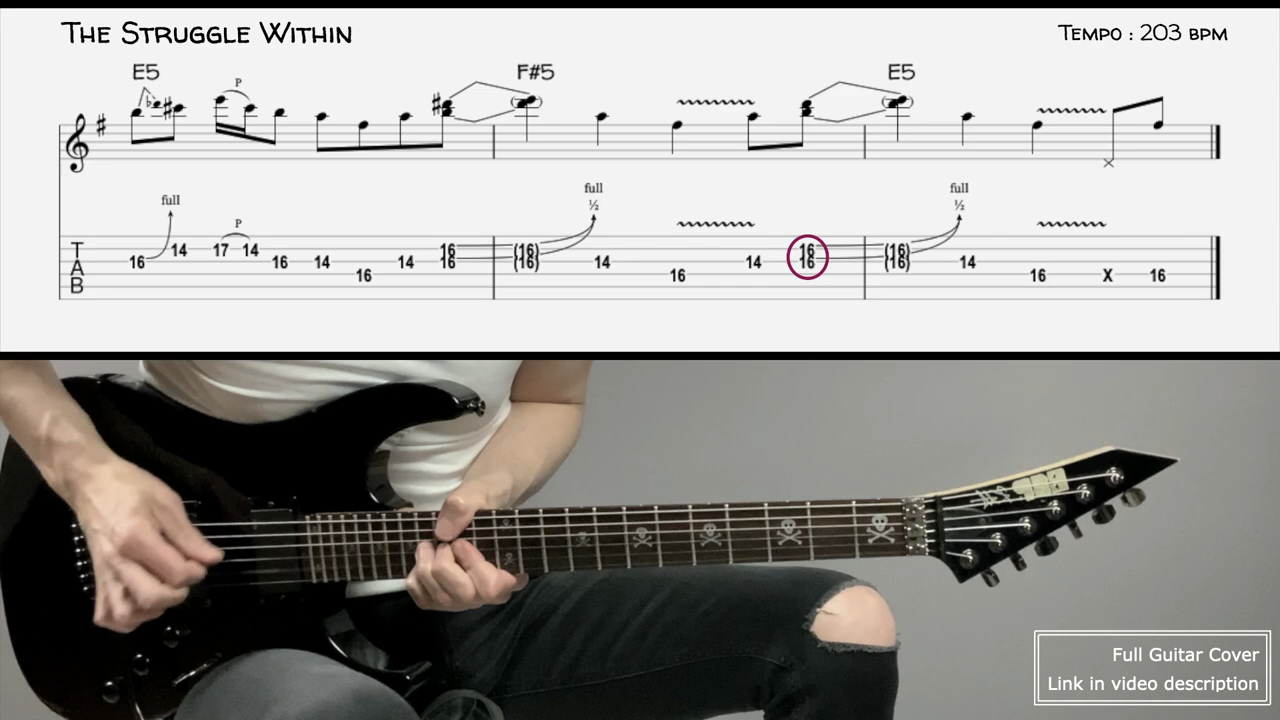 The Struggle Within
Tempo : 203 bpm
E5 F#5 E5
P
full full full
½ ½
P
T 16 14 17 14 16 14 16 14 16 (16) 14 16 14 16 (16) 14 16 X 16
A 16 (16) 16 (16)
B
Full Guitar Cover
Link in video description